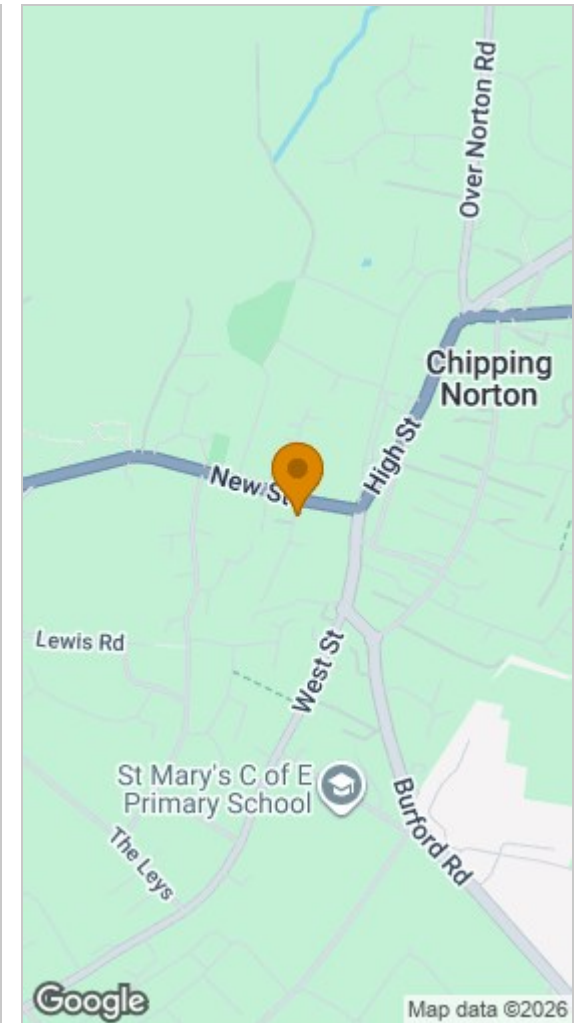 Over Norton Rd
Chipping
Norton
High St
New St
Lewis Rd
West St
St Mary's C of E
Primary School
Burford Rd
The Leys
Google
Map data ©2026